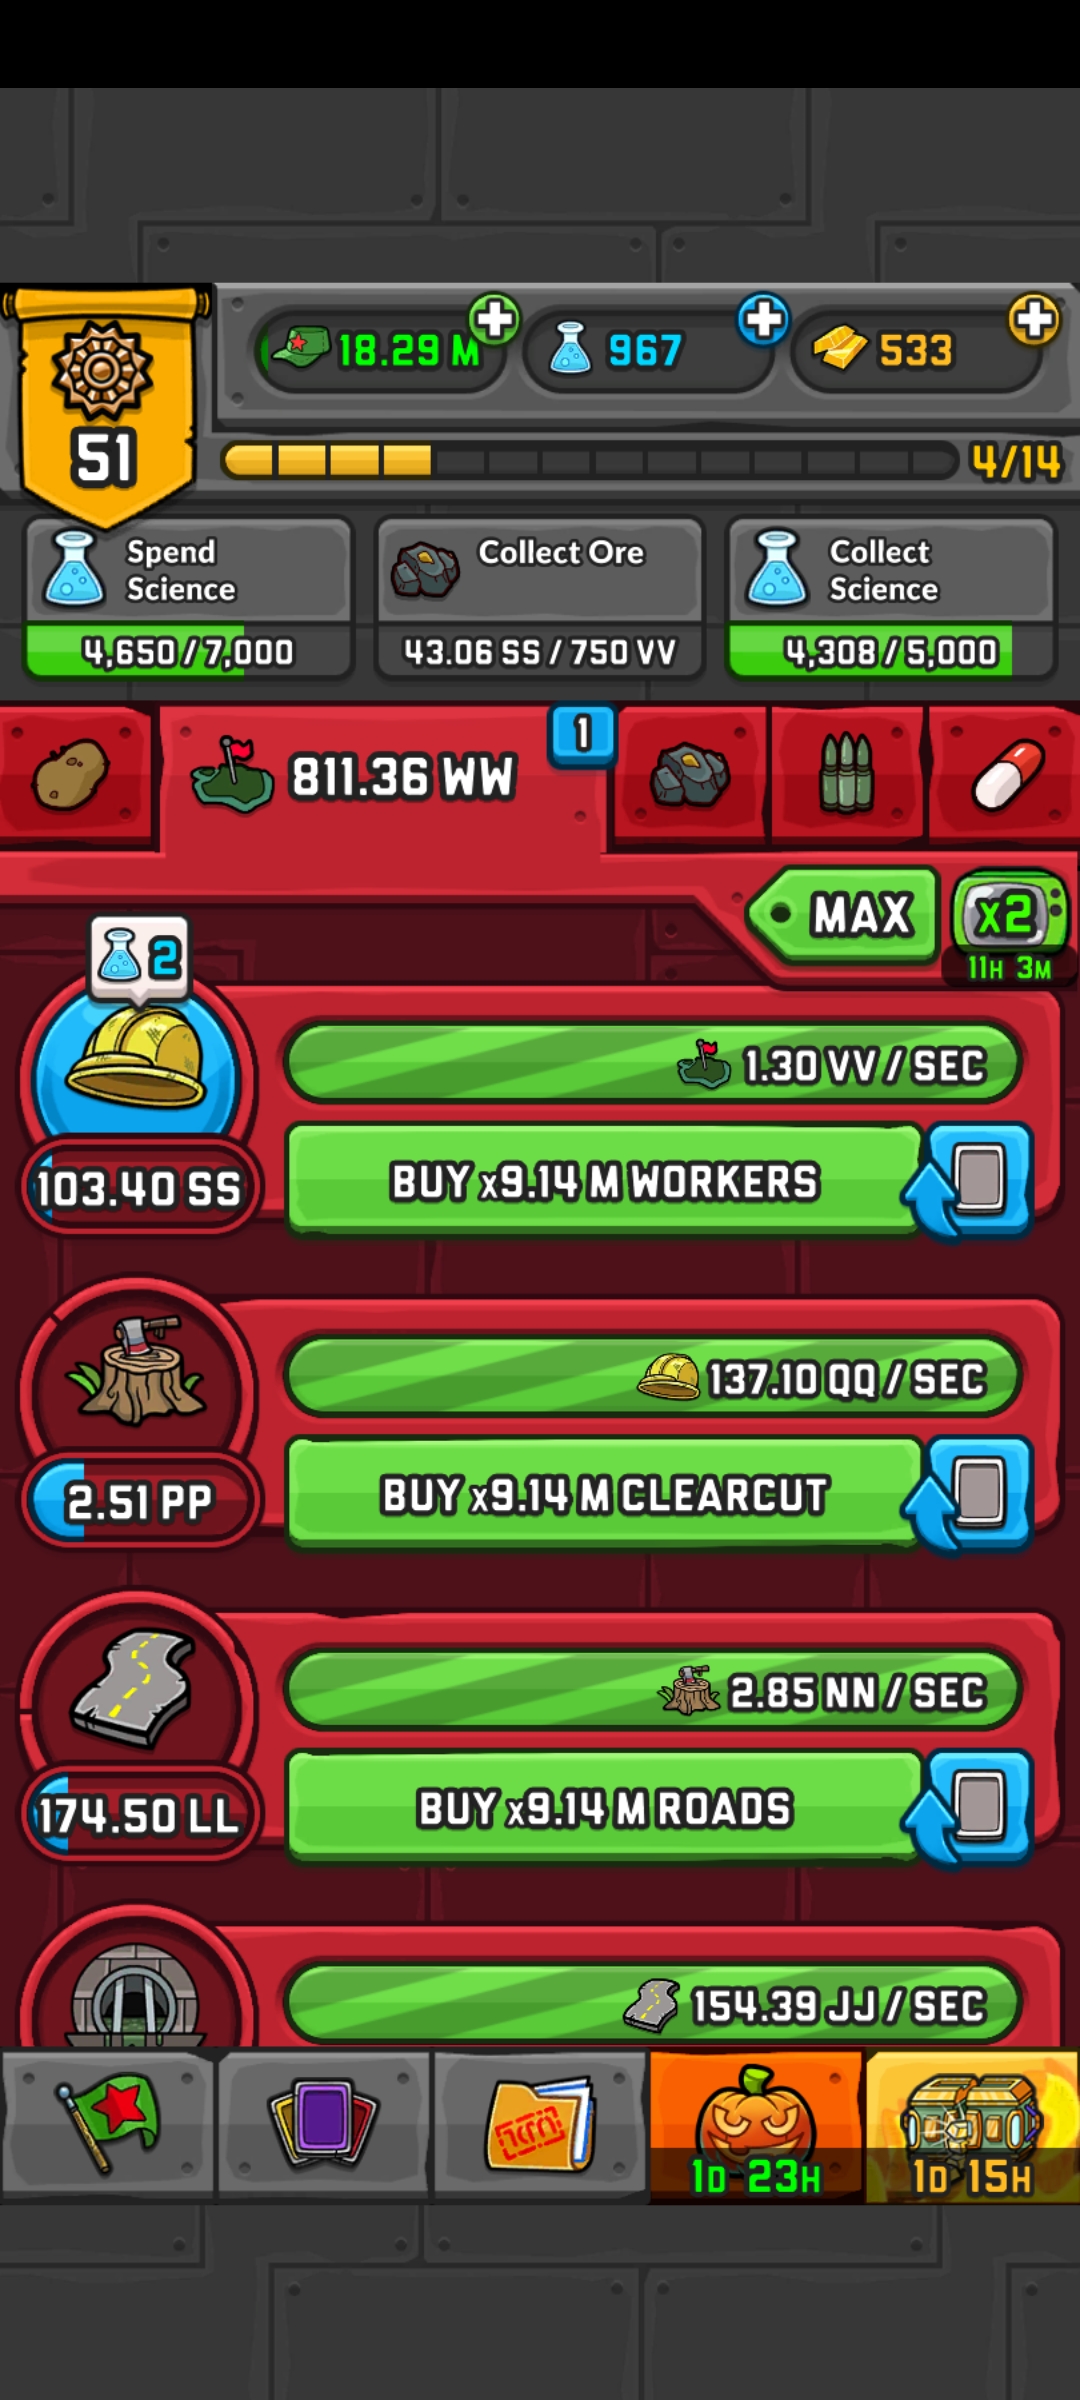 51
18.29 M
967
533
4/14
Spend
Science
4,650/7,000
Collect Ore
43.06 SS/750 VV
Collect
Science
4,308/5,000
811.36 WW
1
MAX
x2
11H 3M
2
103.40 SS
1.30 VV/SEC
BUY x9.14 M WORKERS
2.51 PP
137.10 QQ/SEC
BUY x9.14 M CLEARCUT
174.50 LL
2.85 NN/SEC
BUY x9.14 M ROADS
154.39 JJ/SEC
1D 23H
1D 15H